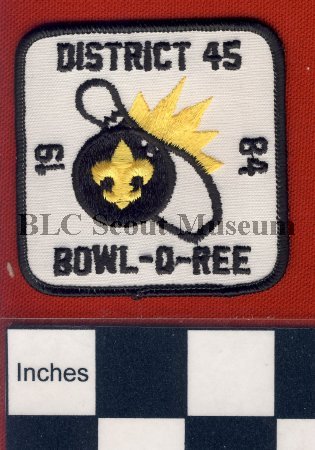 DISTRICT 45
19 84
BLC Scout Museum
BOWL-O-REE
Inches